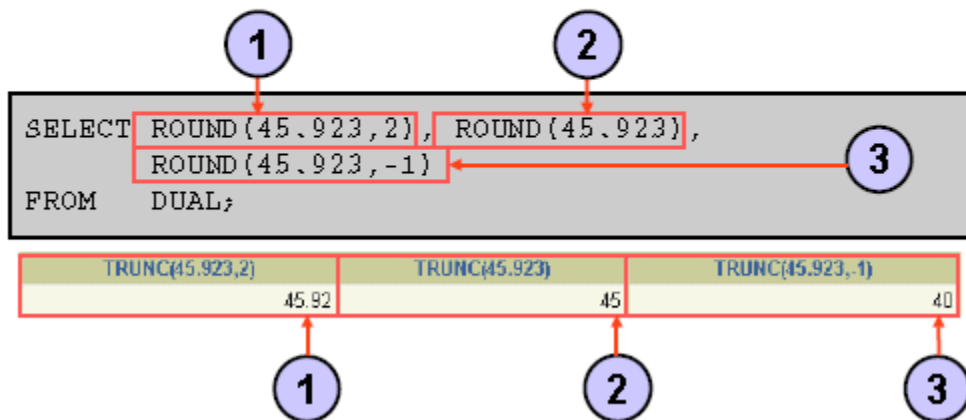 1 2
SELECT ROUND(45.923,2), ROUND(45.923),
ROUND(45.923,-1) 3
FROM DUAL;
TRUNC(45.923,2) TRUNC(45.923) TRUNC(45.923,-1)
45.92 45 40
1 2 3